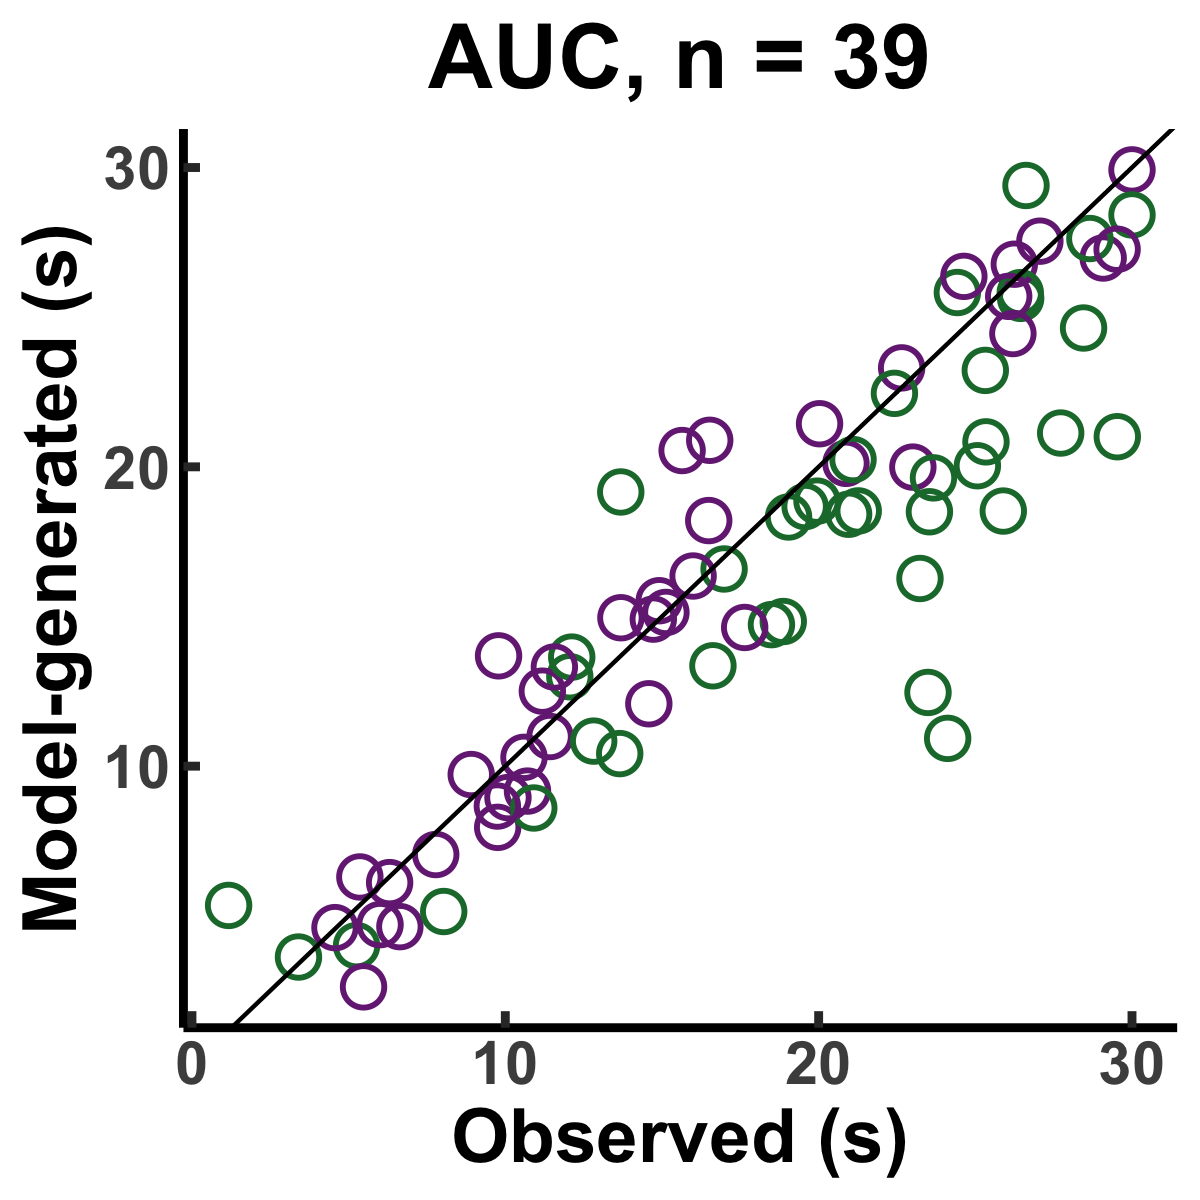 AUC, n = 39
Model-generated (s)
30
20
10
0 10 20 30
Observed (s)